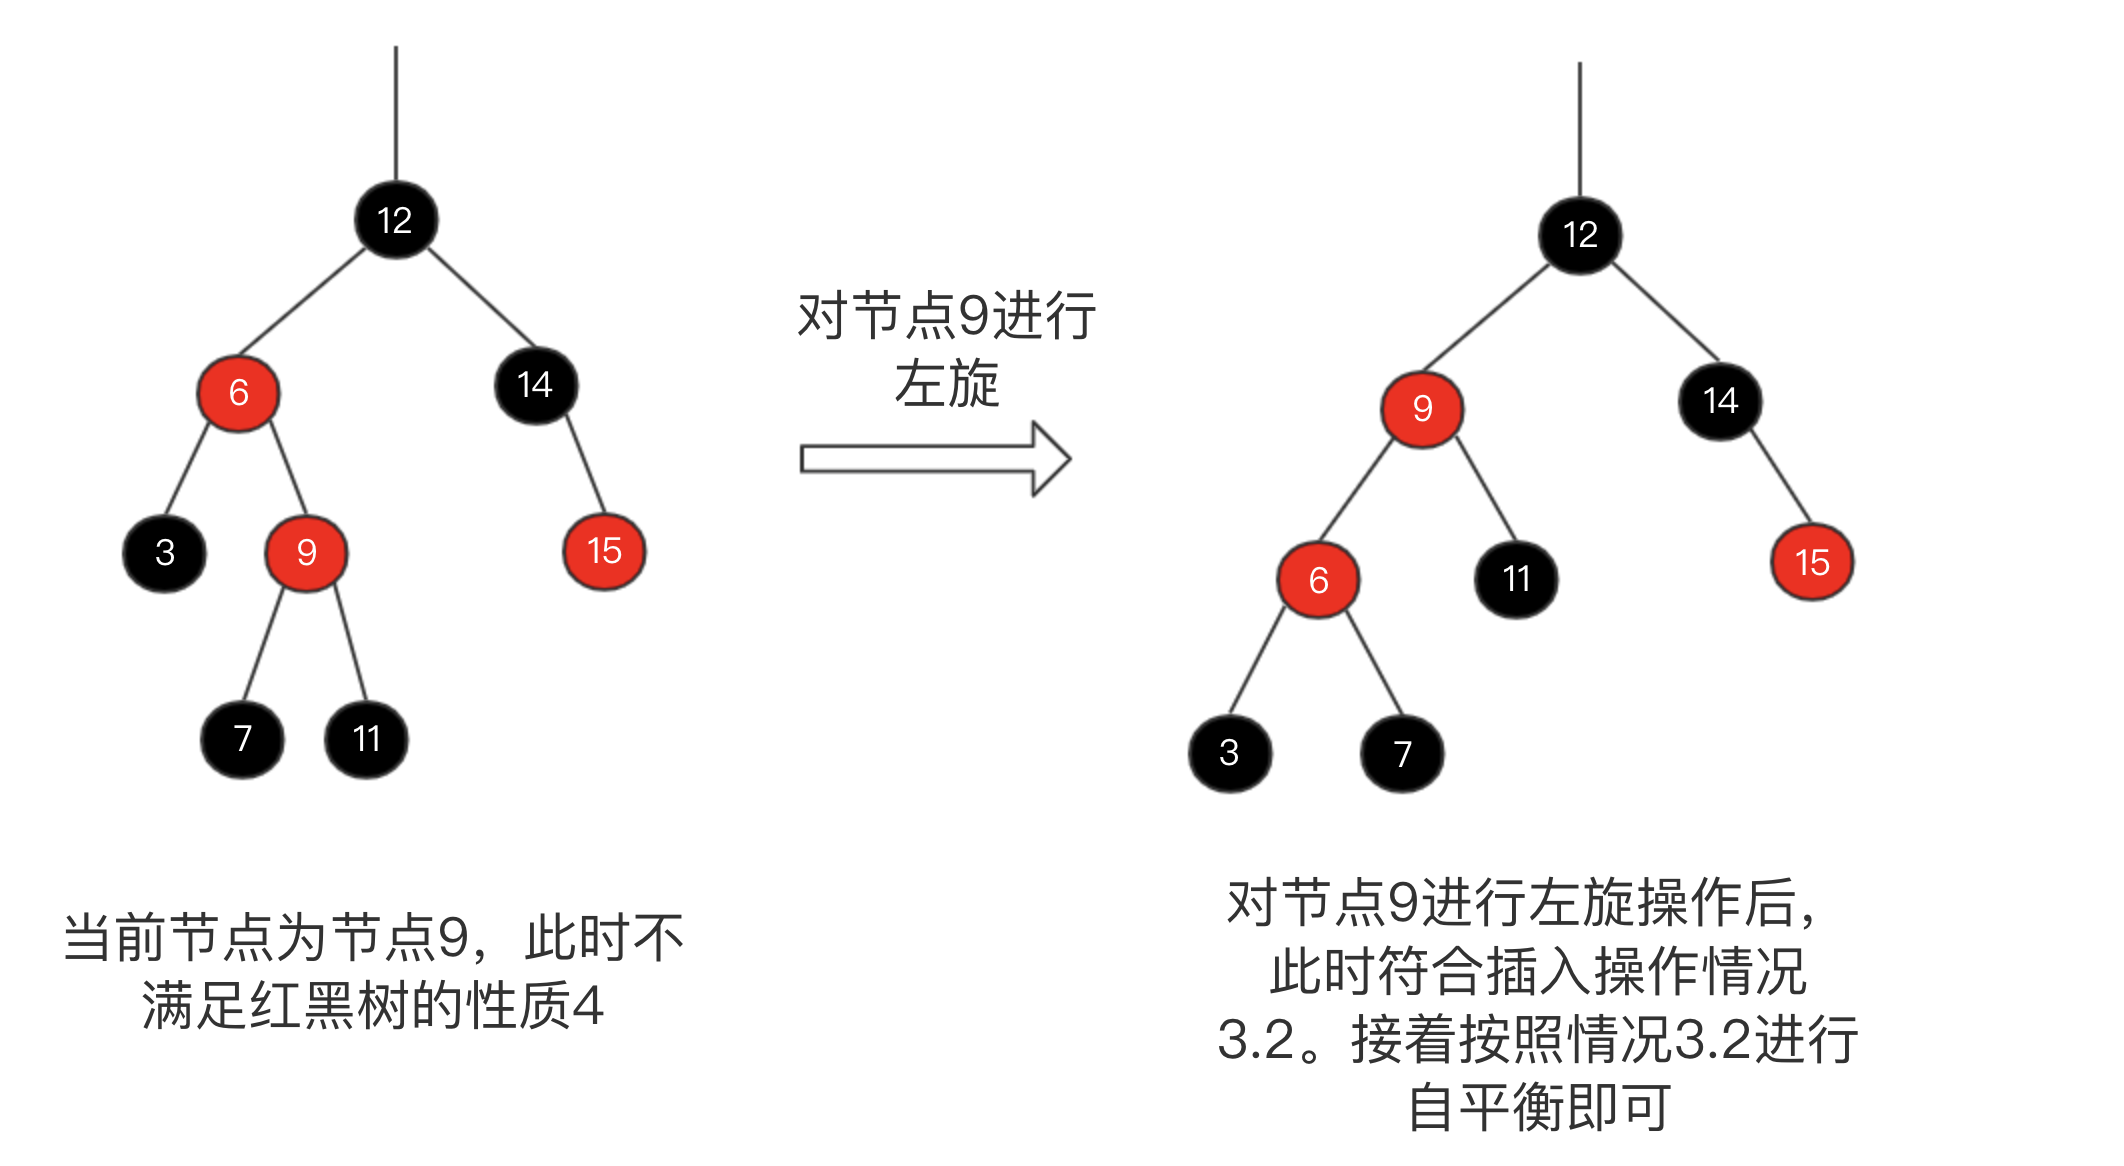 12
6
14
3
9
15
7
11
当前节点为节点9，此时不
满足红黑树的性质4
对节点9进行
左旋
12
9
14
6
11
15
3
7
对节点9进行左旋操作后，
此时符合插入操作情况
3.2。接着按照情况3.2进行
自平衡即可